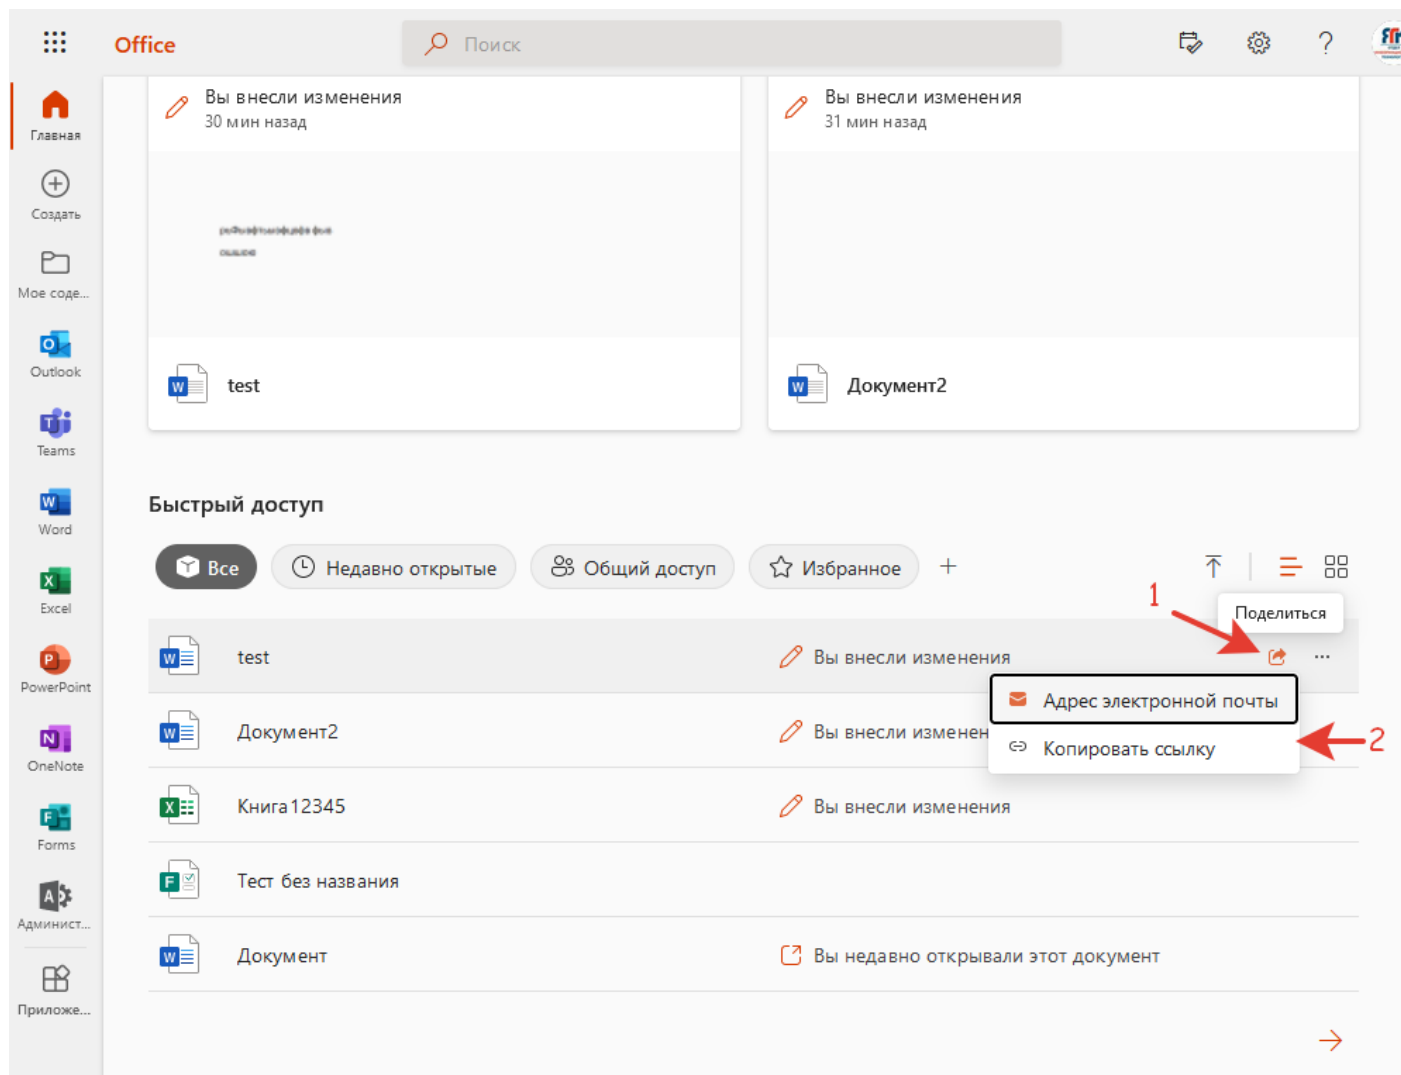 Office
Поиск
Главная
Создать
Мое соде...
Outlook
Teams
Word
Excel
PowerPoint
OneNote
Forms
Админист...
Приложе...
Вы внесли изменения
30 мин назад
test
Вы внесли изменения
31 мин назад
Документ2
Быстрый доступ
Все
Недавно открытые
Общий доступ
Избранное
1
Поделиться
test
Вы внесли изменения
Адрес электронной почты
Копировать ссылку
2
Документ2
Вы внесли изменен
Книга12345
Вы внесли изменения
Тест без названия
Документ
Вы недавно открывали этот документ